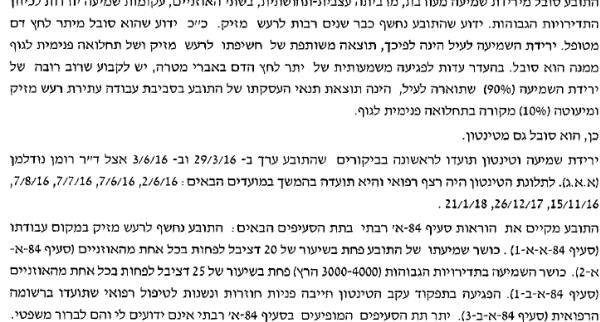 התובע סובל מירידת שמיעה מעורבת, מרביתה עצבית-תחושתית, בשתי האוזניים, עקומות שמיעה יורדות לכיוון
התדירויות הגבוהות. ידוע שהתובע נחשף כבר שנים רבות לרעש מזיק. כ״כ ידוע שהוא סובל מיתר לחץ דם
מטופל. ירידת השמיעה לעיל הינה לפיכך, תוצאה משותפת של חשיפתו לרעש מזיק ושל תחלואה פנימית לגוף
ממנה הוא סובל. בהעדר עדות לפגיעה משמעותית של יתר לחץ הדם באברי מטרה, יש לקבוע שרוב רובה של
ירידת השמיעה (90%) שתוארה לעיל, הינה תוצאת תנאי העסקתו של התובע בסביבת עבודה עתירת רעש מזיק
ומיעוטה (10%) מקורה בתחלואה פנימית לגוף.
כן, הוא סובל גם מטינטון.
ירידת שמיעה וטינטון תועדו לראשונה בביקורים שהתובע ערך ב- 29/3/16 וב- 3/6/16 אצל ד״ר רומן נודלמן
(א.א.ג). לתלונת הטינטון היה רצף רפואי והיא תועדה בהמשך במועדים הבאים: 2/6/16, 7/6/16, 7/7/16, 7/8/16,
15/11/16, 26/12/17, 21/1/18 .
התובע מקיים את הוראות סעיף 84-א׳ רבתי בתת הסעיפים הבאים: התובע נחשף לרעש מזיק במקום עבודתו
(סעיף 84-א-א-1). כושר שמיעתו של התובע פחת בשיעור של 20 דציבל לפחות בכל אחת מהאוזניים (סעיף 84-א-
א-2). כושר השמיעה בתדירויות הגבוהות (3000-4000 הרץ) פחת בשיעור של 25 דציבל לפחות בכל אחת מהאוזניים
(סעיף 84-א-ב-1). הפגיעה בתפקוד עקב הטינטון חייבה פניות חוזרות ונשנות לטיפול רפואי שתועדו ברשומה
הרפואית (סעיף 84-א-ב-3). יתר תת הסעיפים המופיעים בסעיף 84-א׳ רבתי אינם ידועים לי והם לברור משפטי.